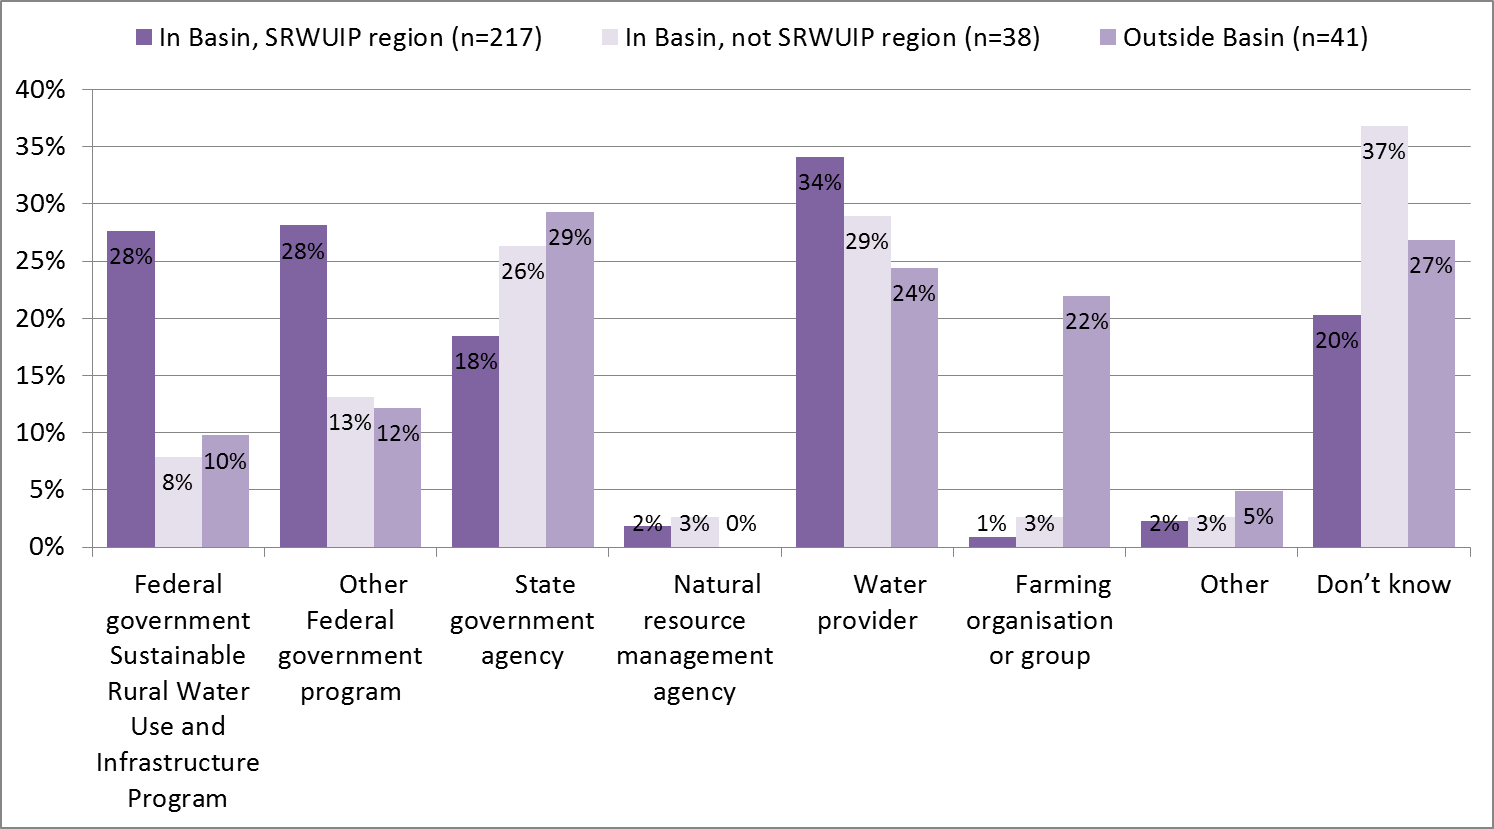 In Basin, SRWUIP region (n=217) In Basin, not SRWUIP region (n=38) Outside Basin (n=41)
40%
35%
30%
25%
20%
15%
10%
5%
0%
28%
8%
10%
28%
13%
12%
18%
26%
29%
2%
3%
0%
34%
29%
24%
1%
3%
22%
2%
3%
5%
20%
37%
27%
Federal
government
Sustainable
Rural Water
Use and
Infrastructure
Program
Other
Federal
government
program
State
government
agency
Natural
resource
management
agency
Water
provider
Farming
organisation
or group
Other
Don’t know